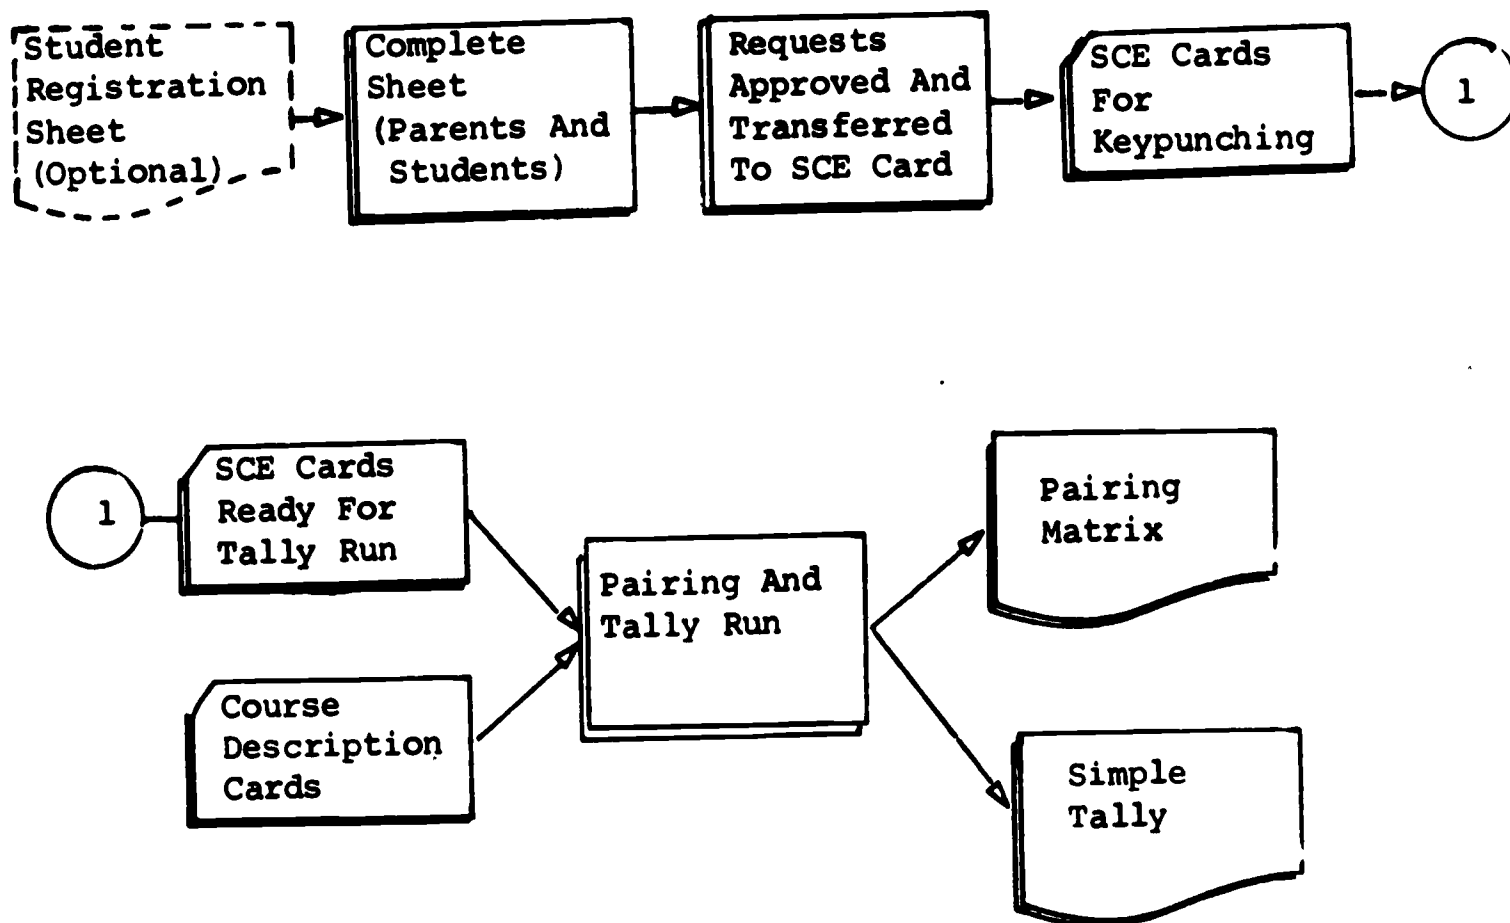 Student
Registration
Sheet
(Optional)
Complete
Sheet
(Parents And
Students)
Requests
Approved And
Transferred
To SCE Card
SCE Cards
For
Keypunching
1
1
SCE Cards
Ready For
Tally Run
Course
Description
Cards
Pairing And
Tally Run
Pairing
Matrix
Simple
Tally